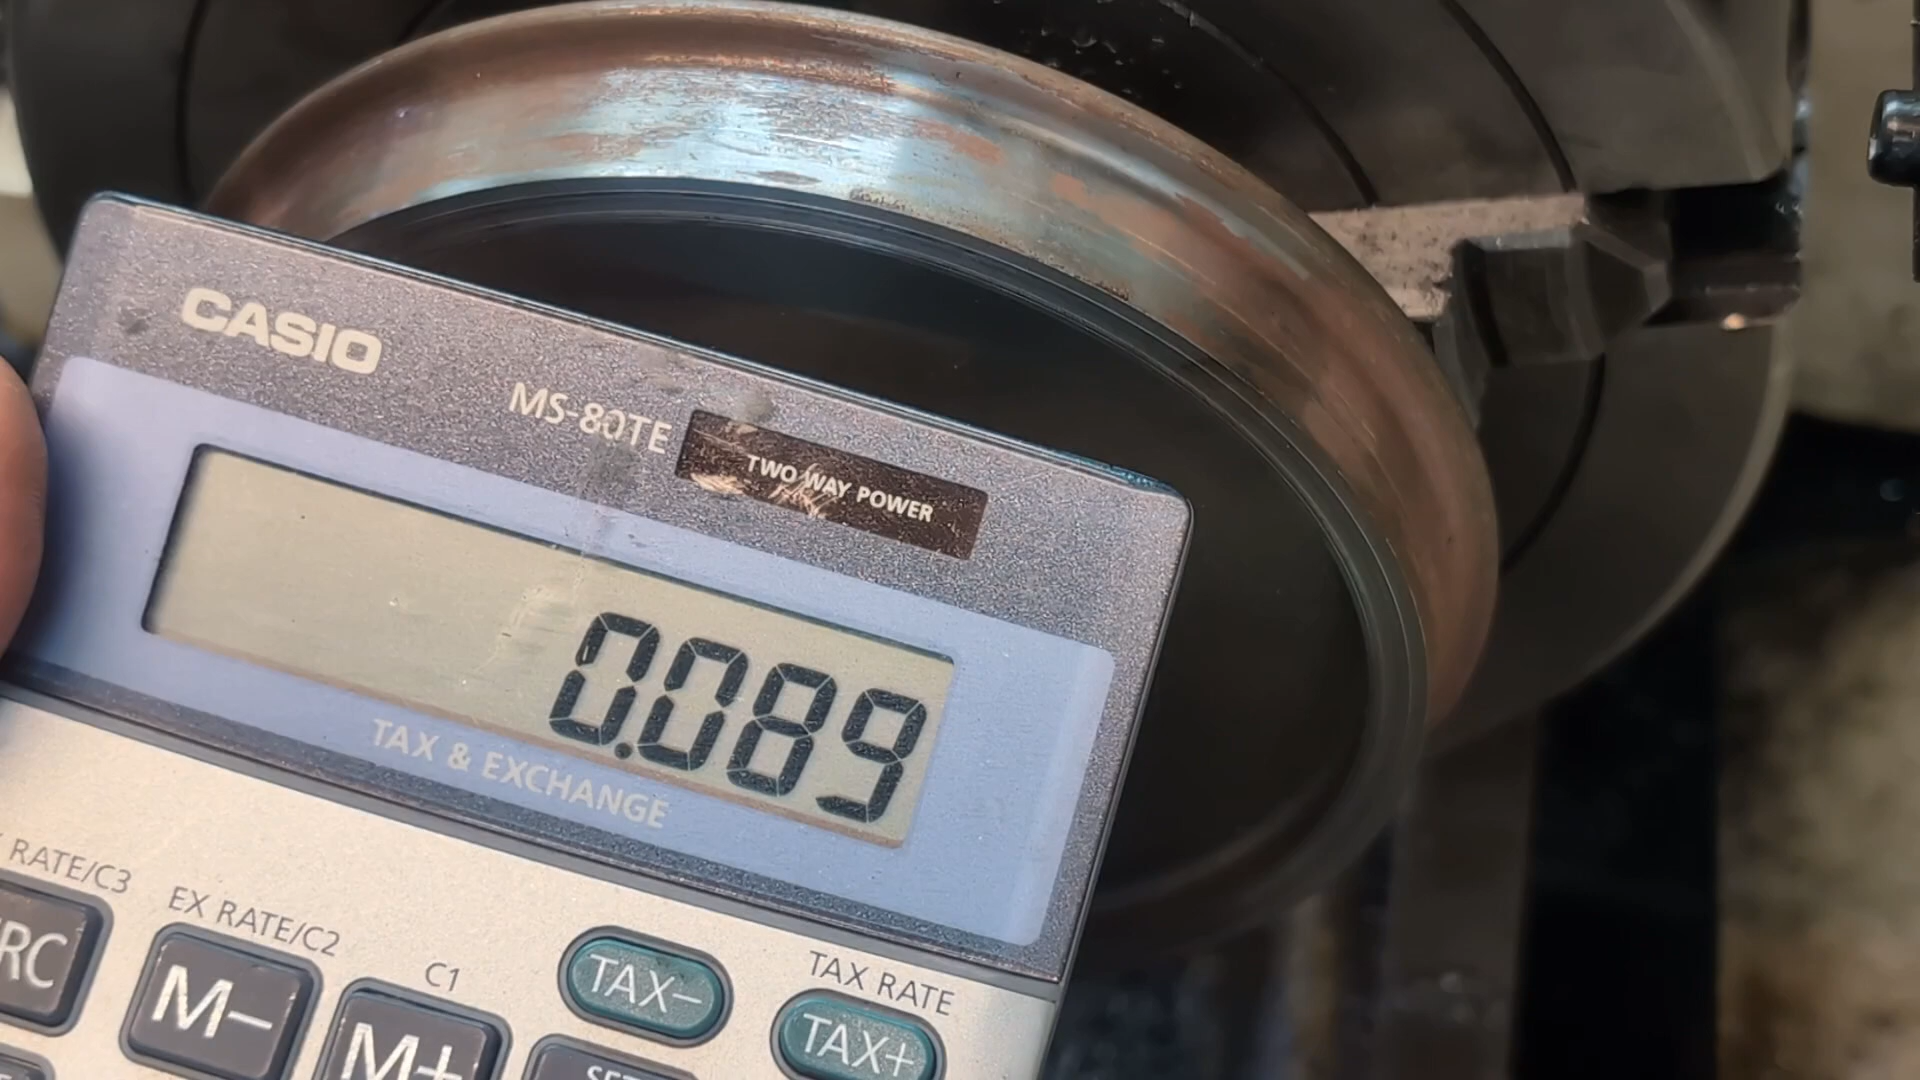 CASIO
MS-80TE
TWO WAY POWER
0.089
TAX & EXCHANGE
RATE/C3
EX RATE/C2
C1
TAX RATE
RC
M−
M+
TAX−
TAX+